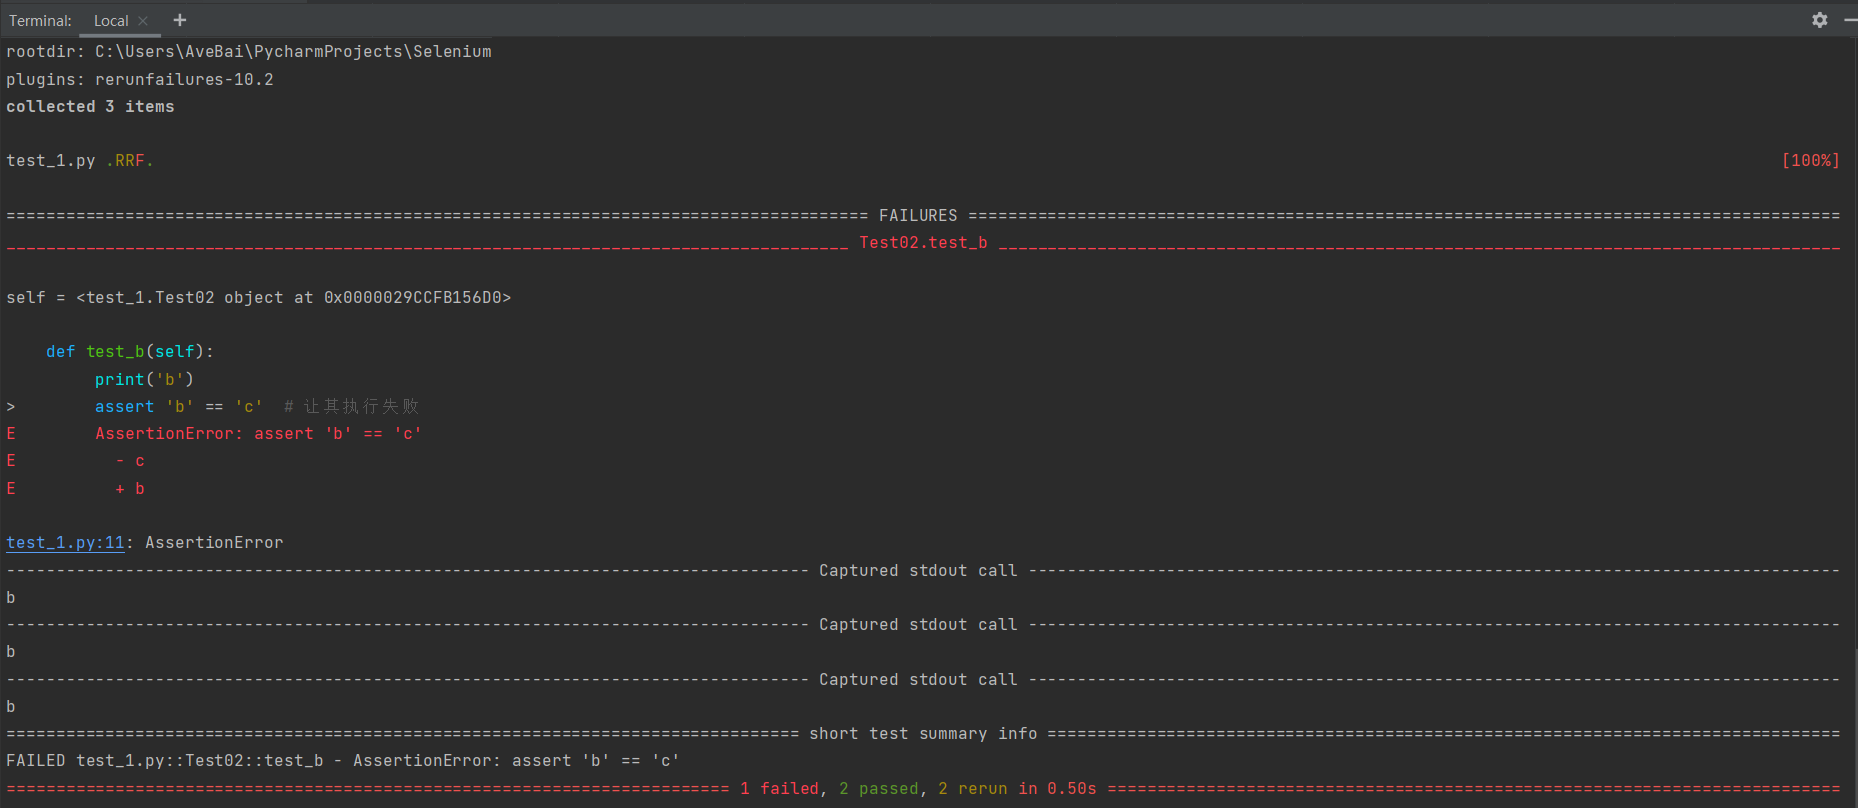 Terminal: Local × +
rootdir: C:\Users\AveBai\PycharmProjects\Selenium
plugins: rerunfailures-10.2
collected 3 items
test_1.py .RRF. [100%]
======================================================================================= FAILURES ========================================================================================
_____________________________________________________________________________________ Test02.test_b _____________________________________________________________________________________
self = <test_1.Test02 object at 0x0000029CCFB156D0>
def test_b(self):
print('b')
> assert 'b' == 'c' # 让其执行失败
E AssertionError: assert 'b' == 'c'
E - c
E + b
test_1.py:11: AssertionError
--------------------------------------------------------------------------------- Captured stdout call ----------------------------------------------------------------------------------
b
--------------------------------------------------------------------------------- Captured stdout call ----------------------------------------------------------------------------------
b
--------------------------------------------------------------------------------- Captured stdout call ----------------------------------------------------------------------------------
b
================================================================================ short test summary info ================================================================================
FAILED test_1.py::Test02::test_b - AssertionError: assert 'b' == 'c'
========================================================================= 1 failed, 2 passed, 2 rerun in 0.50s ==========================================================================